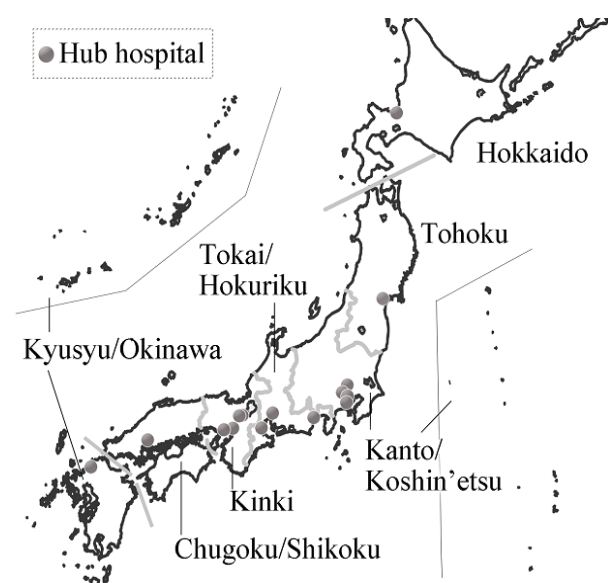 Hub hospital
Hokkaido
Tohoku
Tokai/
Hokuriku
Kyusyu/Okinawa
Kanto/
Koshin’etsu
Kinki
Chugoku/Shikoku